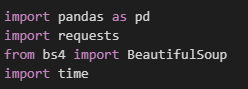 import pandas as pd
import requests
from bs4 import BeautifulSoup
import time